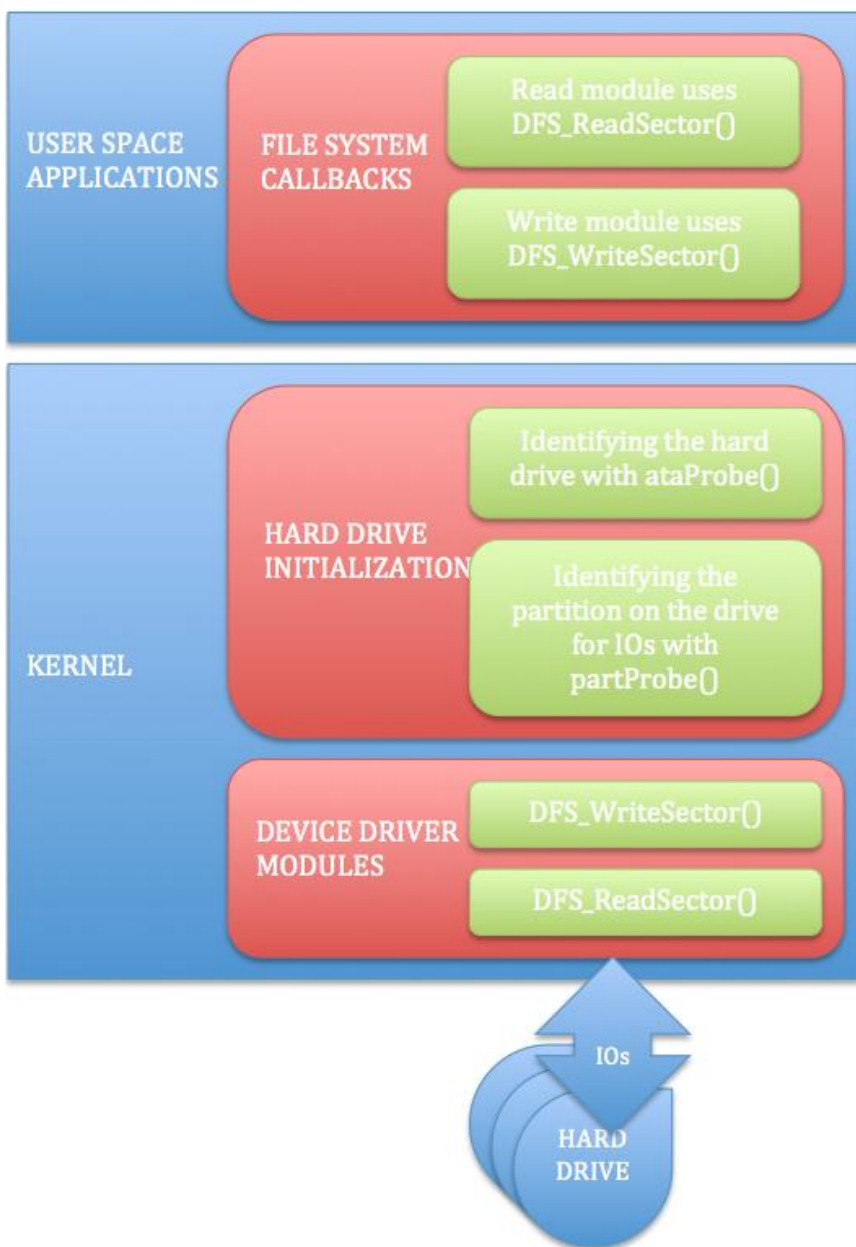 USER SPACE
APPLICATIONS
FILE SYSTEM
CALLBACKS
Read module uses
DFS_ReadSector()
Write module uses
DFS_WriteSector()
KERNEL
HARD DRIVE
INITIALIZATION
Identifying the hard
drive with ataProbe()
Identifying the
partition on the drive
for IOs with
partProbe()
DEVICE DRIVER
MODULES
DFS_WriteSector()
DFS_ReadSector()
IOs
HARD
DRIVE